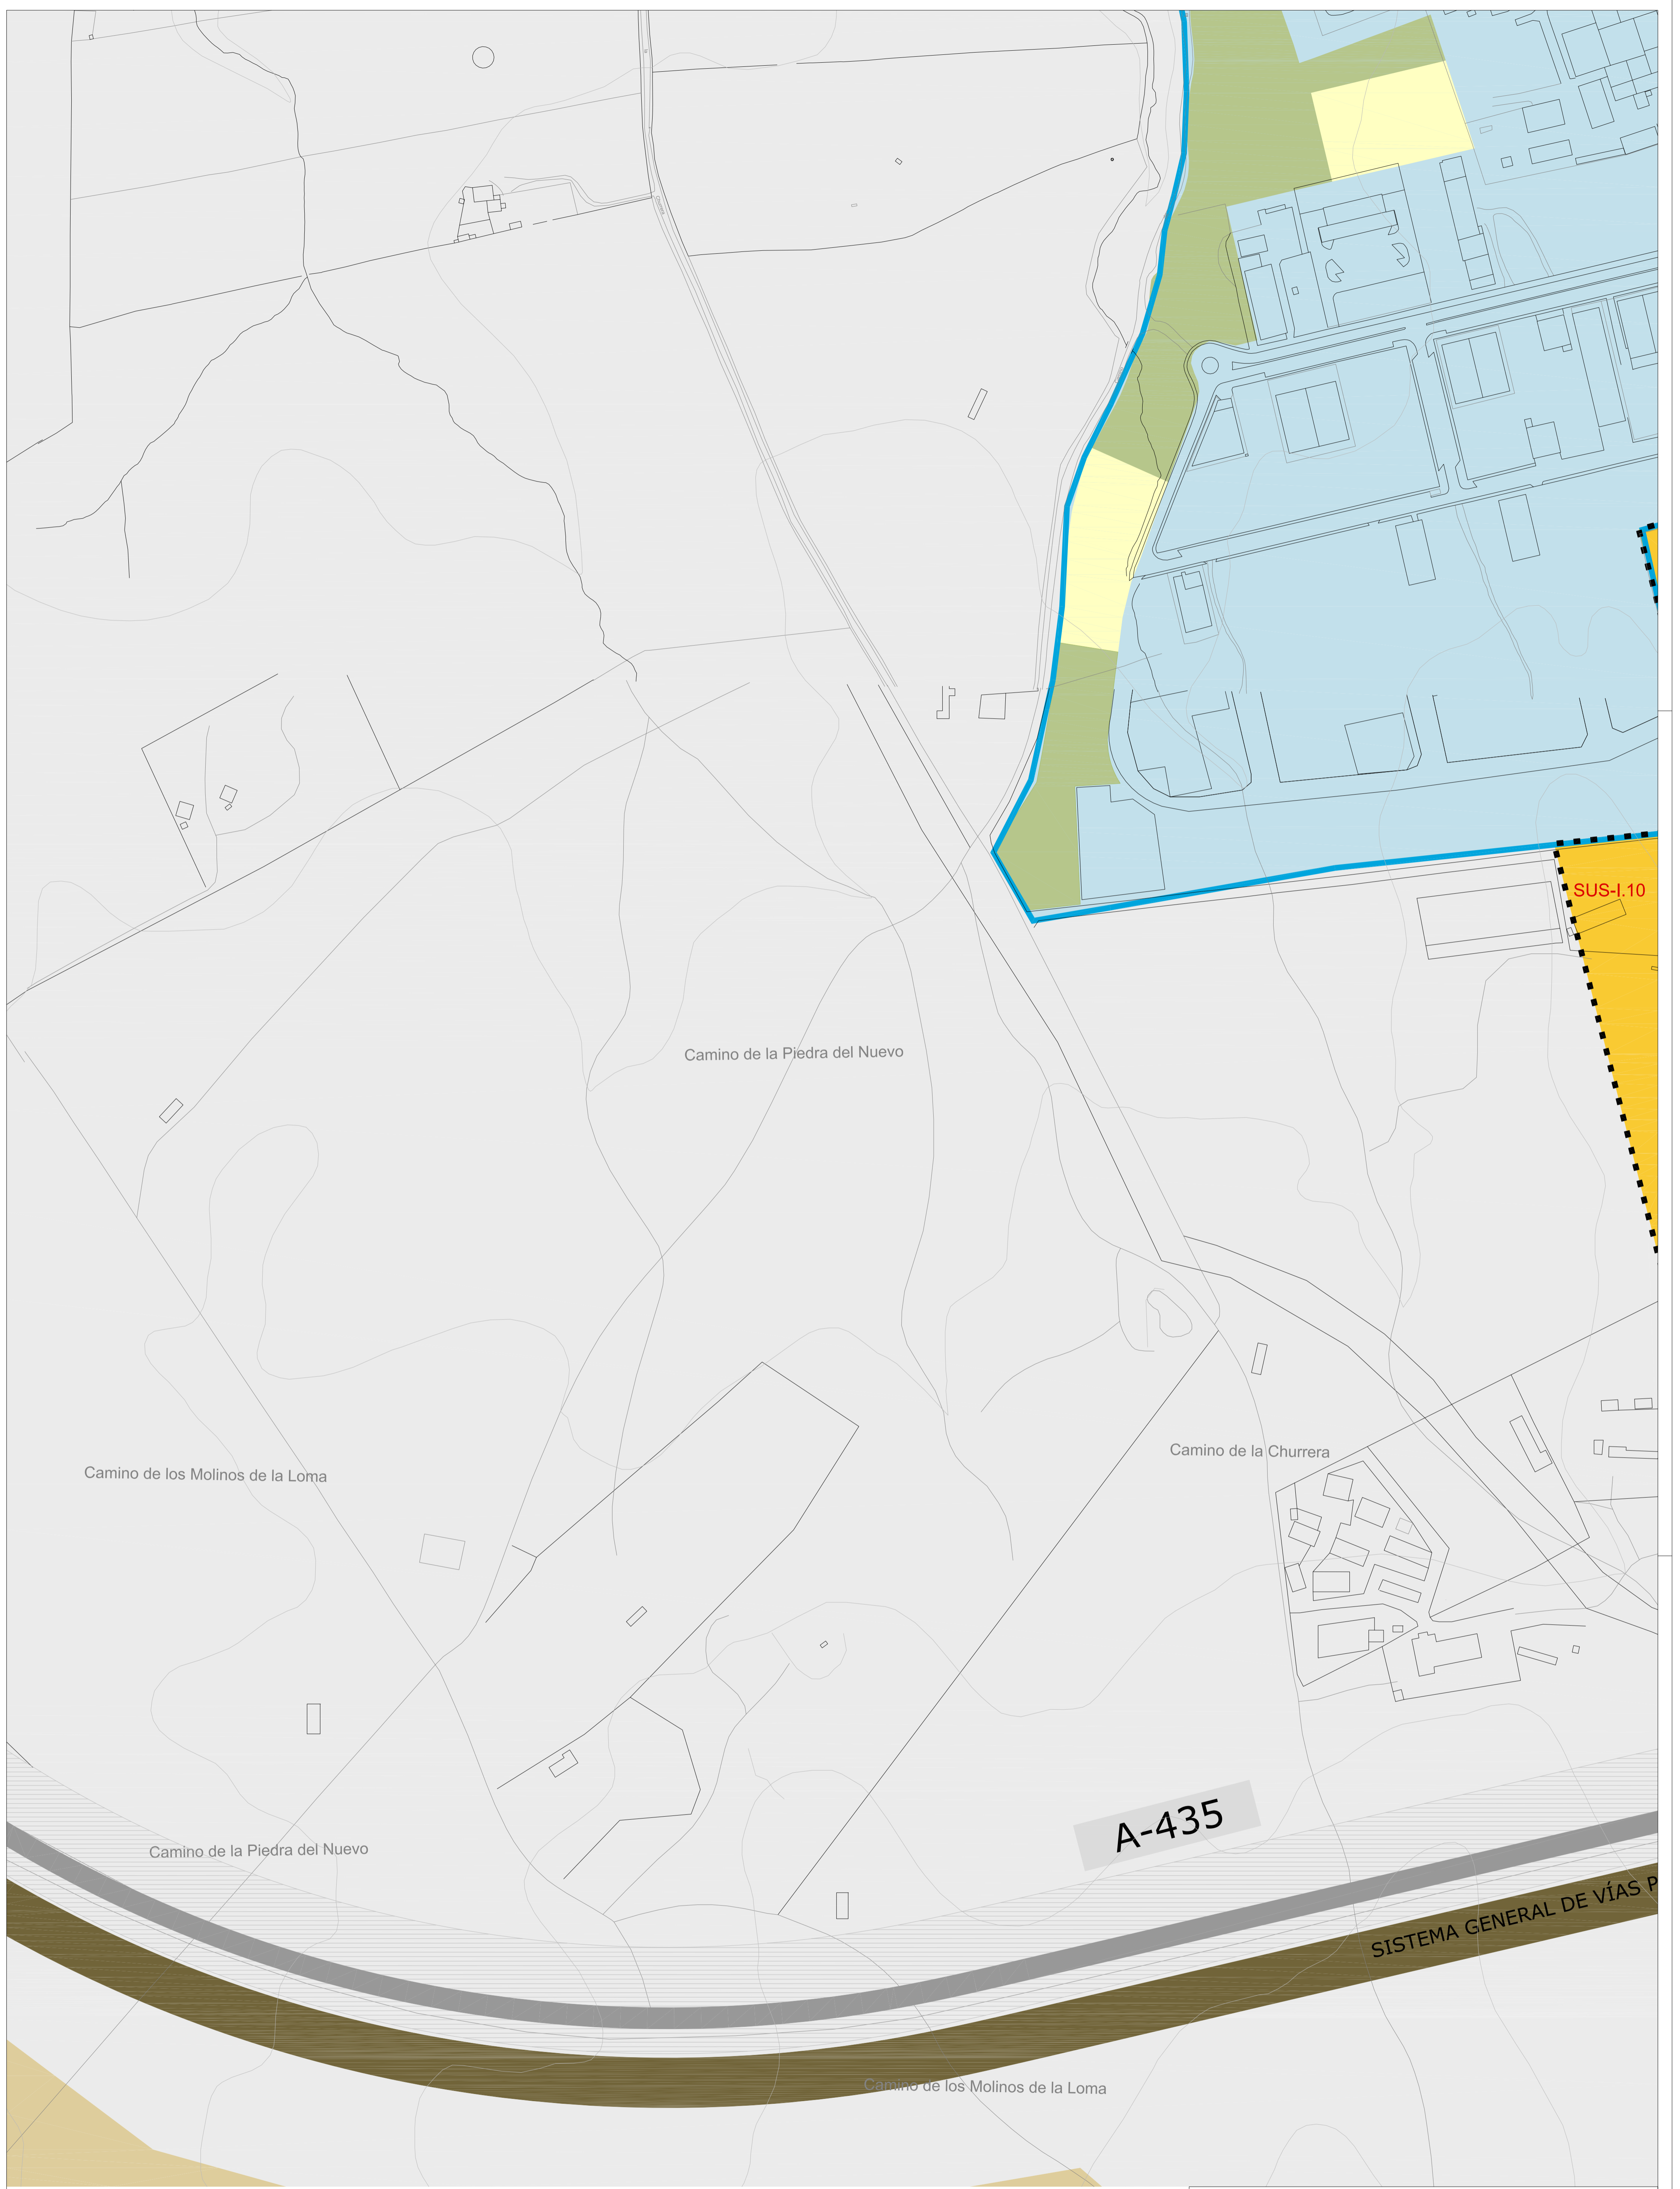 SUS-I.10
Camino de la Piedra del Nuevo
Camino de la Churrera
Camino de los Molinos de la Loma
A-435
Camino de la Piedra del Nuevo
SISTEMA GENERAL DE VÍAS P
Camino de los Molinos de la Loma